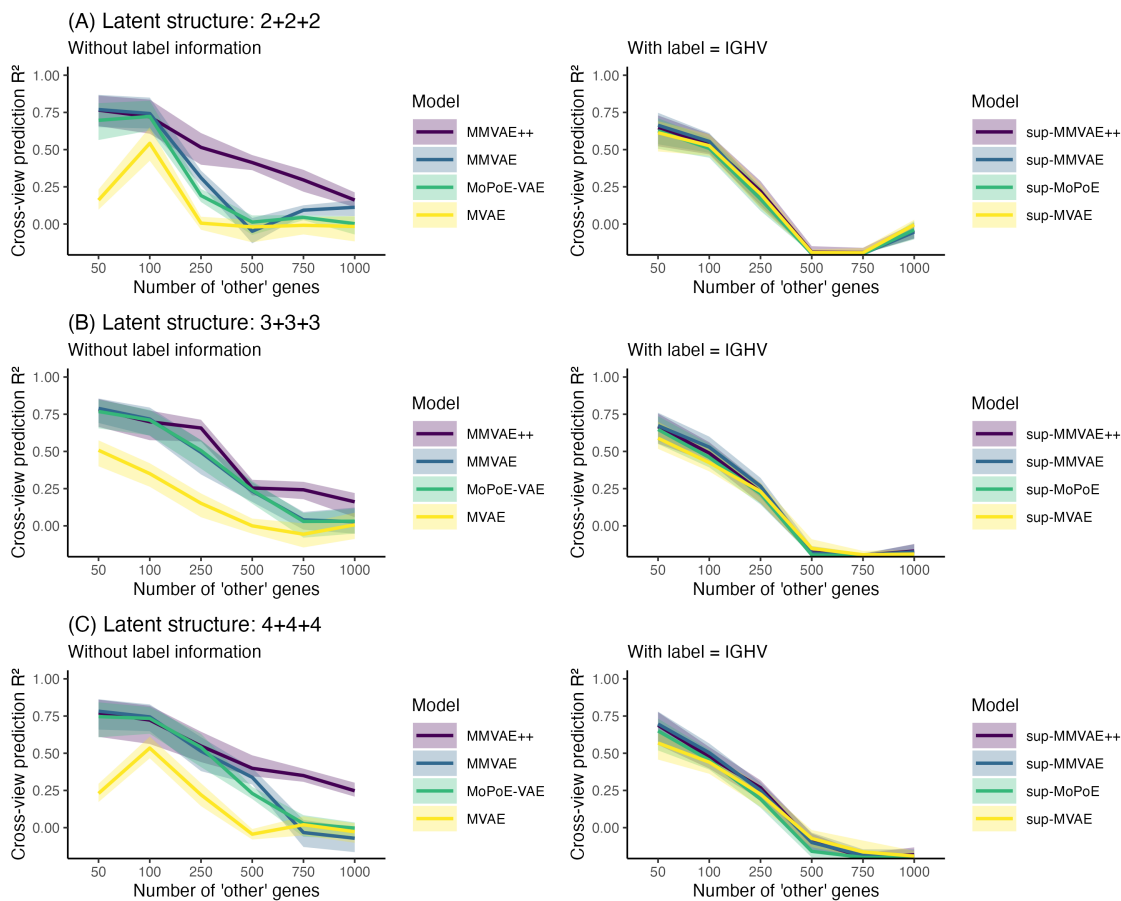 (A) Latent structure: 2+2+2
Without label information
Cross-view prediction R²
1.00
0.75
0.50
0.25
0.00
50 100 250 500 750 1000
Number of 'other' genes
Model
MMVAE++
MMVAE
MoPoE-VAE
MVAE
With label = IGHV
Cross-view prediction R²
1.00
0.75
0.50
0.25
0.00
50 100 250 500 750 1000
Number of 'other' genes
Model
sup-MMVAE++
sup-MMVAE
sup-MoPoE
sup-MVAE
(B) Latent structure: 3+3+3
Without label information
Cross-view prediction R²
1.00
0.75
0.50
0.25
0.00
50 100 250 500 750 1000
Number of 'other' genes
Model
MMVAE++
MMVAE
MoPoE-VAE
MVAE
With label = IGHV
Cross-view prediction R²
1.00
0.75
0.50
0.25
0.00
50 100 250 500 750 1000
Number of 'other' genes
Model
sup-MMVAE++
sup-MMVAE
sup-MoPoE
sup-MVAE
(C) Latent structure: 4+4+4
Without label information
Cross-view prediction R²
1.00
0.75
0.50
0.25
0.00
50 100 250 500 750 1000
Number of 'other' genes
Model
MMVAE++
MMVAE
MoPoE-VAE
MVAE
With label = IGHV
Cross-view prediction R²
1.00
0.75
0.50
0.25
0.00
50 100 250 500 750 1000
Number of 'other' genes
Model
sup-MMVAE++
sup-MMVAE
sup-MoPoE
sup-MVAE